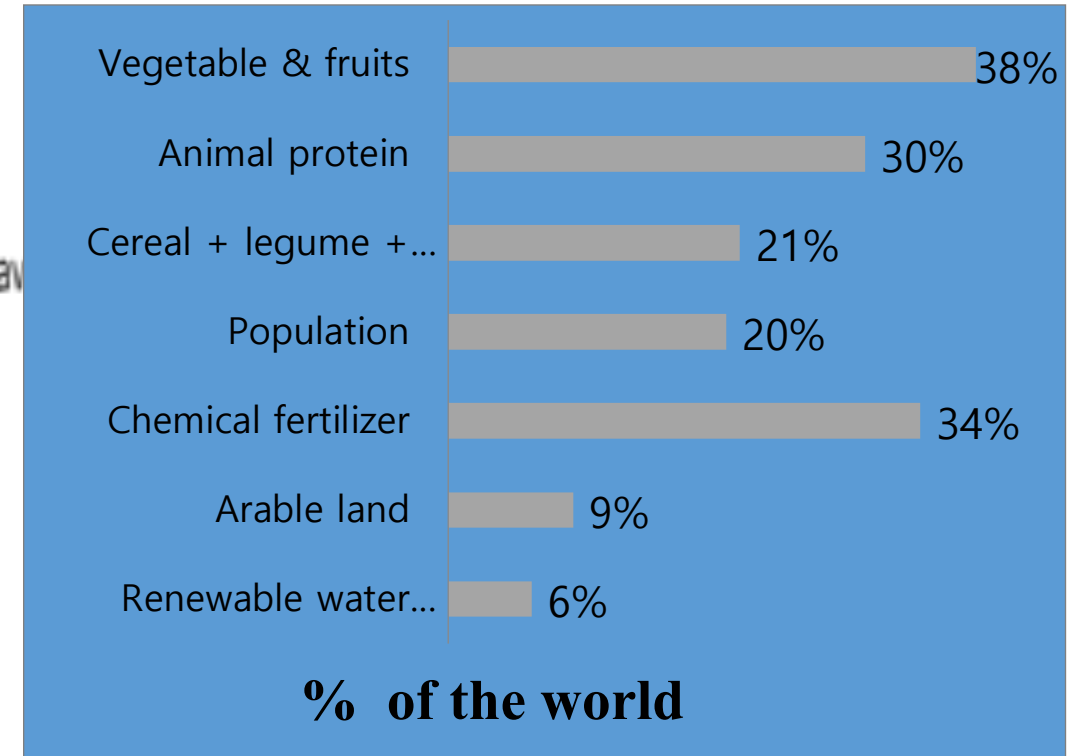 Vegetable & fruits 38%
Animal protein 30%
Cereal + legume +... 21%
Population 20%
Chemical fertilizer 34%
Arable land 9%
Renewable water... 6%
% of the world